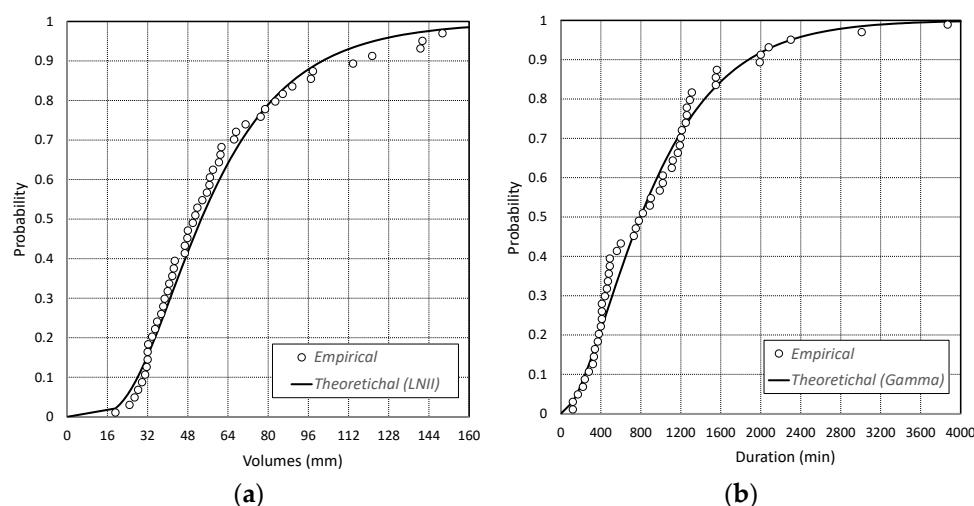 1
0.9
0.8
0.7
0.6
0.5
0.4
0.3
0.2
0.1
0
Probability
0 16 32 48 64 80 96 112 128 144 160
Volumes (mm)
Empirical
Theoretichal (LNII)
(a)
1
0.9
0.8
0.7
0.6
0.5
0.4
0.3
0.2
0.1
0
Probability
0 400 800 1200 1600 2000 2400 2800 3200 3600 4000
Duration (min)
Empirical
Theoretichal (Gamma)
(b)